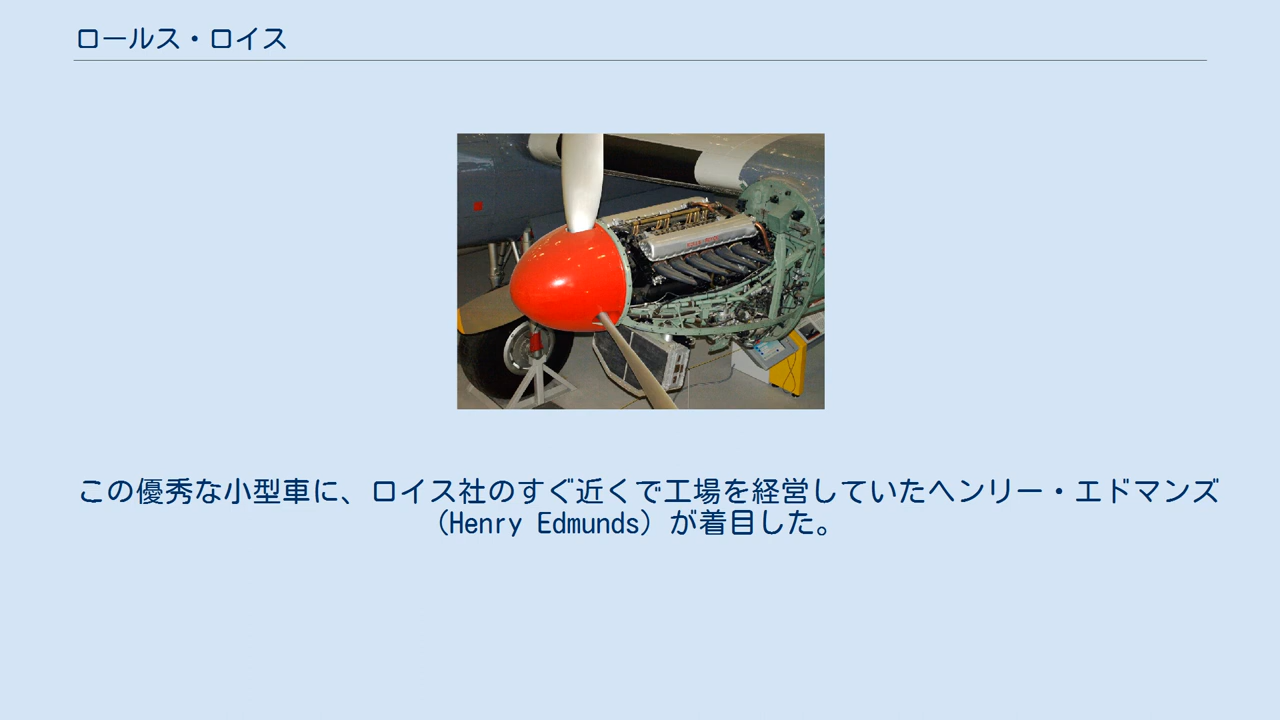 ロールス・ロイス
この優秀な小型車に、ロイス社のすぐ近くで工場を経営していたヘンリー・エドマンズ
（Henry Edmunds）が着目した。